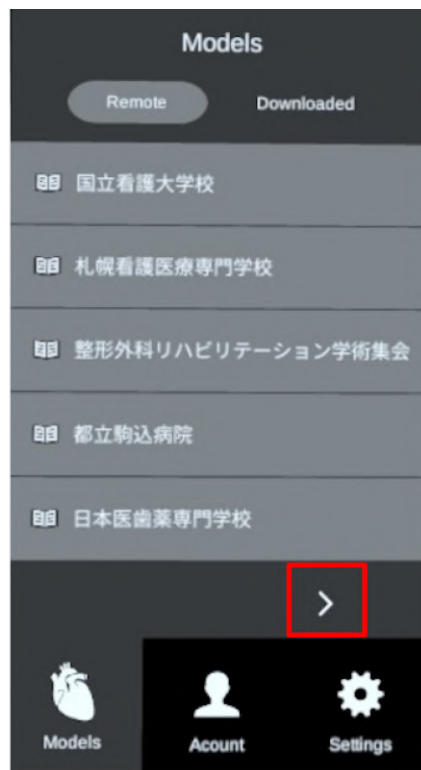 Models
Remote Downloaded
国立看護大学校
札幌看護医療専門学校
整形外科リハビリテーション学術集会
都立駒込病院
日本医歯薬専門学校
Models Acount Settings